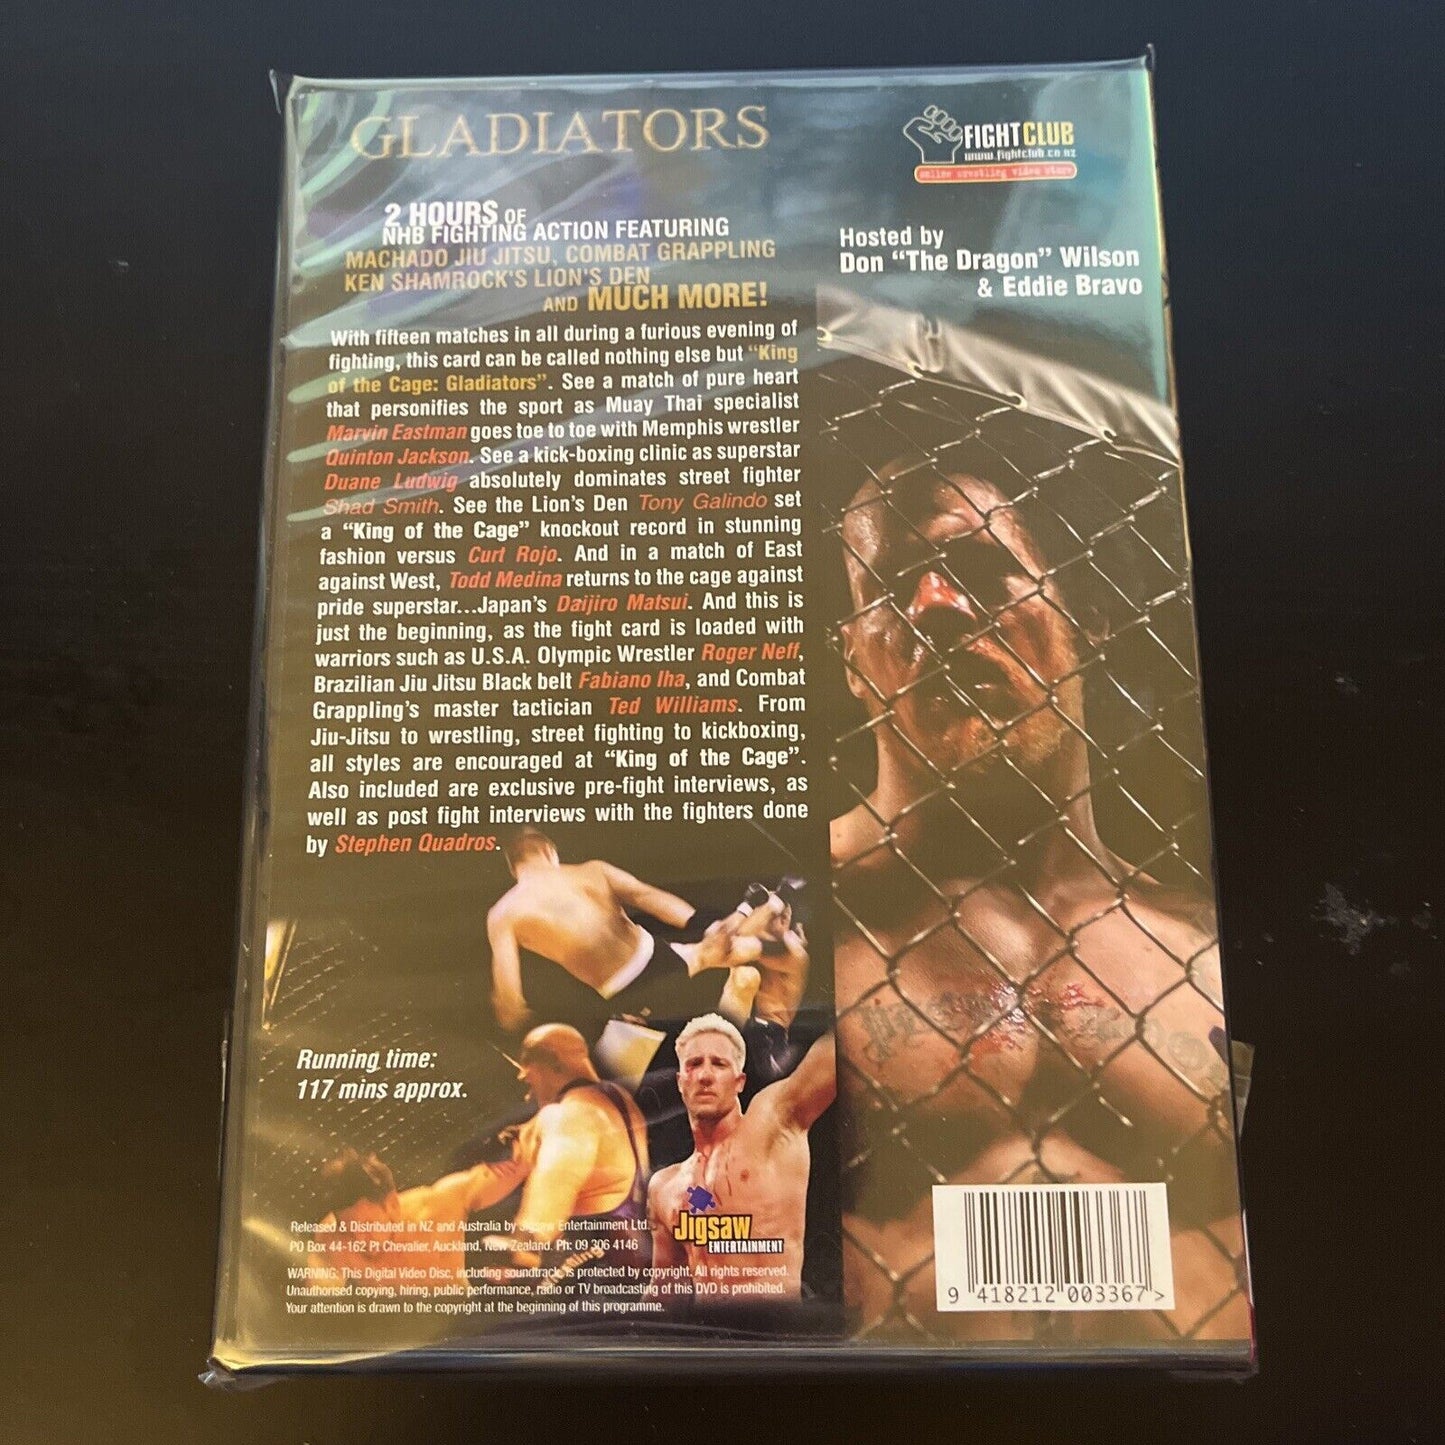 GLADIATORS
FIGHTCLUB
www.fightclub.co.nz
online wrestling video store
2 HOURS OF
NHB FIGHTING ACTION FEATURING
MACHADO JIU JITSU, COMBAT GRAPPLING
KEN SHAMROCK'S LION'S DEN
AND MUCH MORE!
Hosted by
Don “The Dragon” Wilson
& Eddie Bravo
With fifteen matches in all during a furious evening of
fighting, this card can be called nothing else but “King
of the Cage: Gladiators”. See a match of pure heart
that personifies the sport as Muay Thai specialist
Marvin Eastman goes toe to toe with Memphis wrestler
Quinton Jackson. See a kick-boxing clinic as superstar
Duane Ludwig absolutely dominates street fighter
Shad Smith. See the Lion's Den Tony Galindo set
a “King of the Cage” knockout record in stunning
fashion versus Curt Rojo. And in a match of East
against West, Todd Medina returns to the cage against
pride superstar...Japan's Daijiro Matsui. And this is
just the beginning, as the fight card is loaded with
warriors such as U.S.A. Olympic Wrestler Roger Neff,
Brazilian Jiu Jitsu Black belt Fabiano Iha, and Combat
Grappling's master tactician Ted Williams. From
Jiu-Jitsu to wrestling, street fighting to kickboxing,
all styles are encouraged at “King of the Cage”.
Also included are exclusive pre-fight interviews, as
well as post fight interviews with the fighters done
by Stephen Quadros.
Running time:
117 mins approx.
Released & Distributed in NZ and Australia by Jigsaw Entertainment Ltd.
PO Box 44-162 Pt Chevalier, Auckland, New Zealand. Ph: 09 306 4146
WARNING: This Digital Video Disc, including soundtrack, is protected by copyright. All rights reserved.
Unauthorised copying, hiring, public performance, radio or TV broadcasting of this DVD is prohibited.
Your attention is drawn to the copyright at the beginning of this programme.
Jigsaw
ENTERTAINMENT
9 418212 003367 >